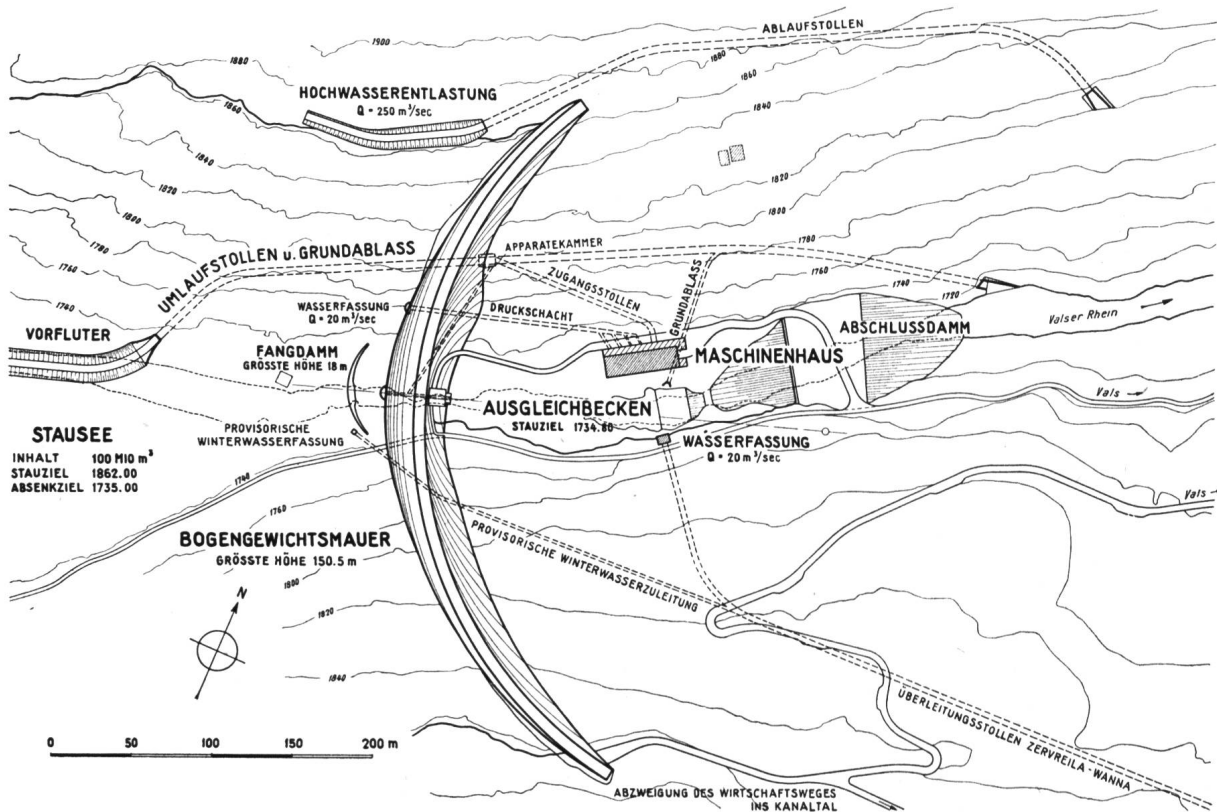 ABLAUFSTOLLEN
1900
1880
1880
1860
1840
HOCHWASSERENTLASTUNG
Q = 250 m³/sec
1860
1840
1820
1820
1800
1800
1780
1780
1760
1760
1740
1740
1720
UMLAUFSTOLLEN u. GRUNDABLASS
APPARATEKAMMER
ZUGANGSSTOLLEN
GRUNDABLASS
WASSERFASSUNG
Q = 20 m³/sec
DRUCKSCHACHT
ABSCHLUSSDAMM
Valser Rhein
VORFLUTER
FANGDAMM
GRÖSSTE HÖHE 18 m
MASCHINENHAUS
AUSGLEICHBECKEN
STAUZIEL 1734.60
Vals
PROVISORISCHE
WINTERWASSERFASSUNG
WASSERFASSUNG
Q = 20 m³/sec
STAUSEE
INHALT 100 MIO m³
STAUZIEL 1862.00
ABSENKZIEL 1735.00
1740
1760
Vals
BOGENGEWICHTSMAUER
GRÖSSTE HÖHE 150.5 m
PROVISORISCHE WINTERWASSERZULEITUNG
1800
1820
N
1840
ÜBERLEITUNGSSTOLLEN ZERVREILA-WANNA
0 50 100 150 200 m
ABZWEIGUNG DES WIRTSCHAFTSWEGES
INS KANALTAL